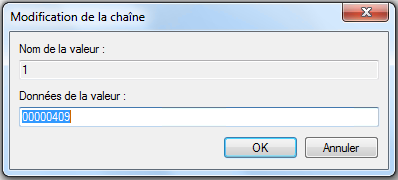 Modification de la chaîne
Nom de la valeur :
1
Données de la valeur :
00000409
OK
Annuler